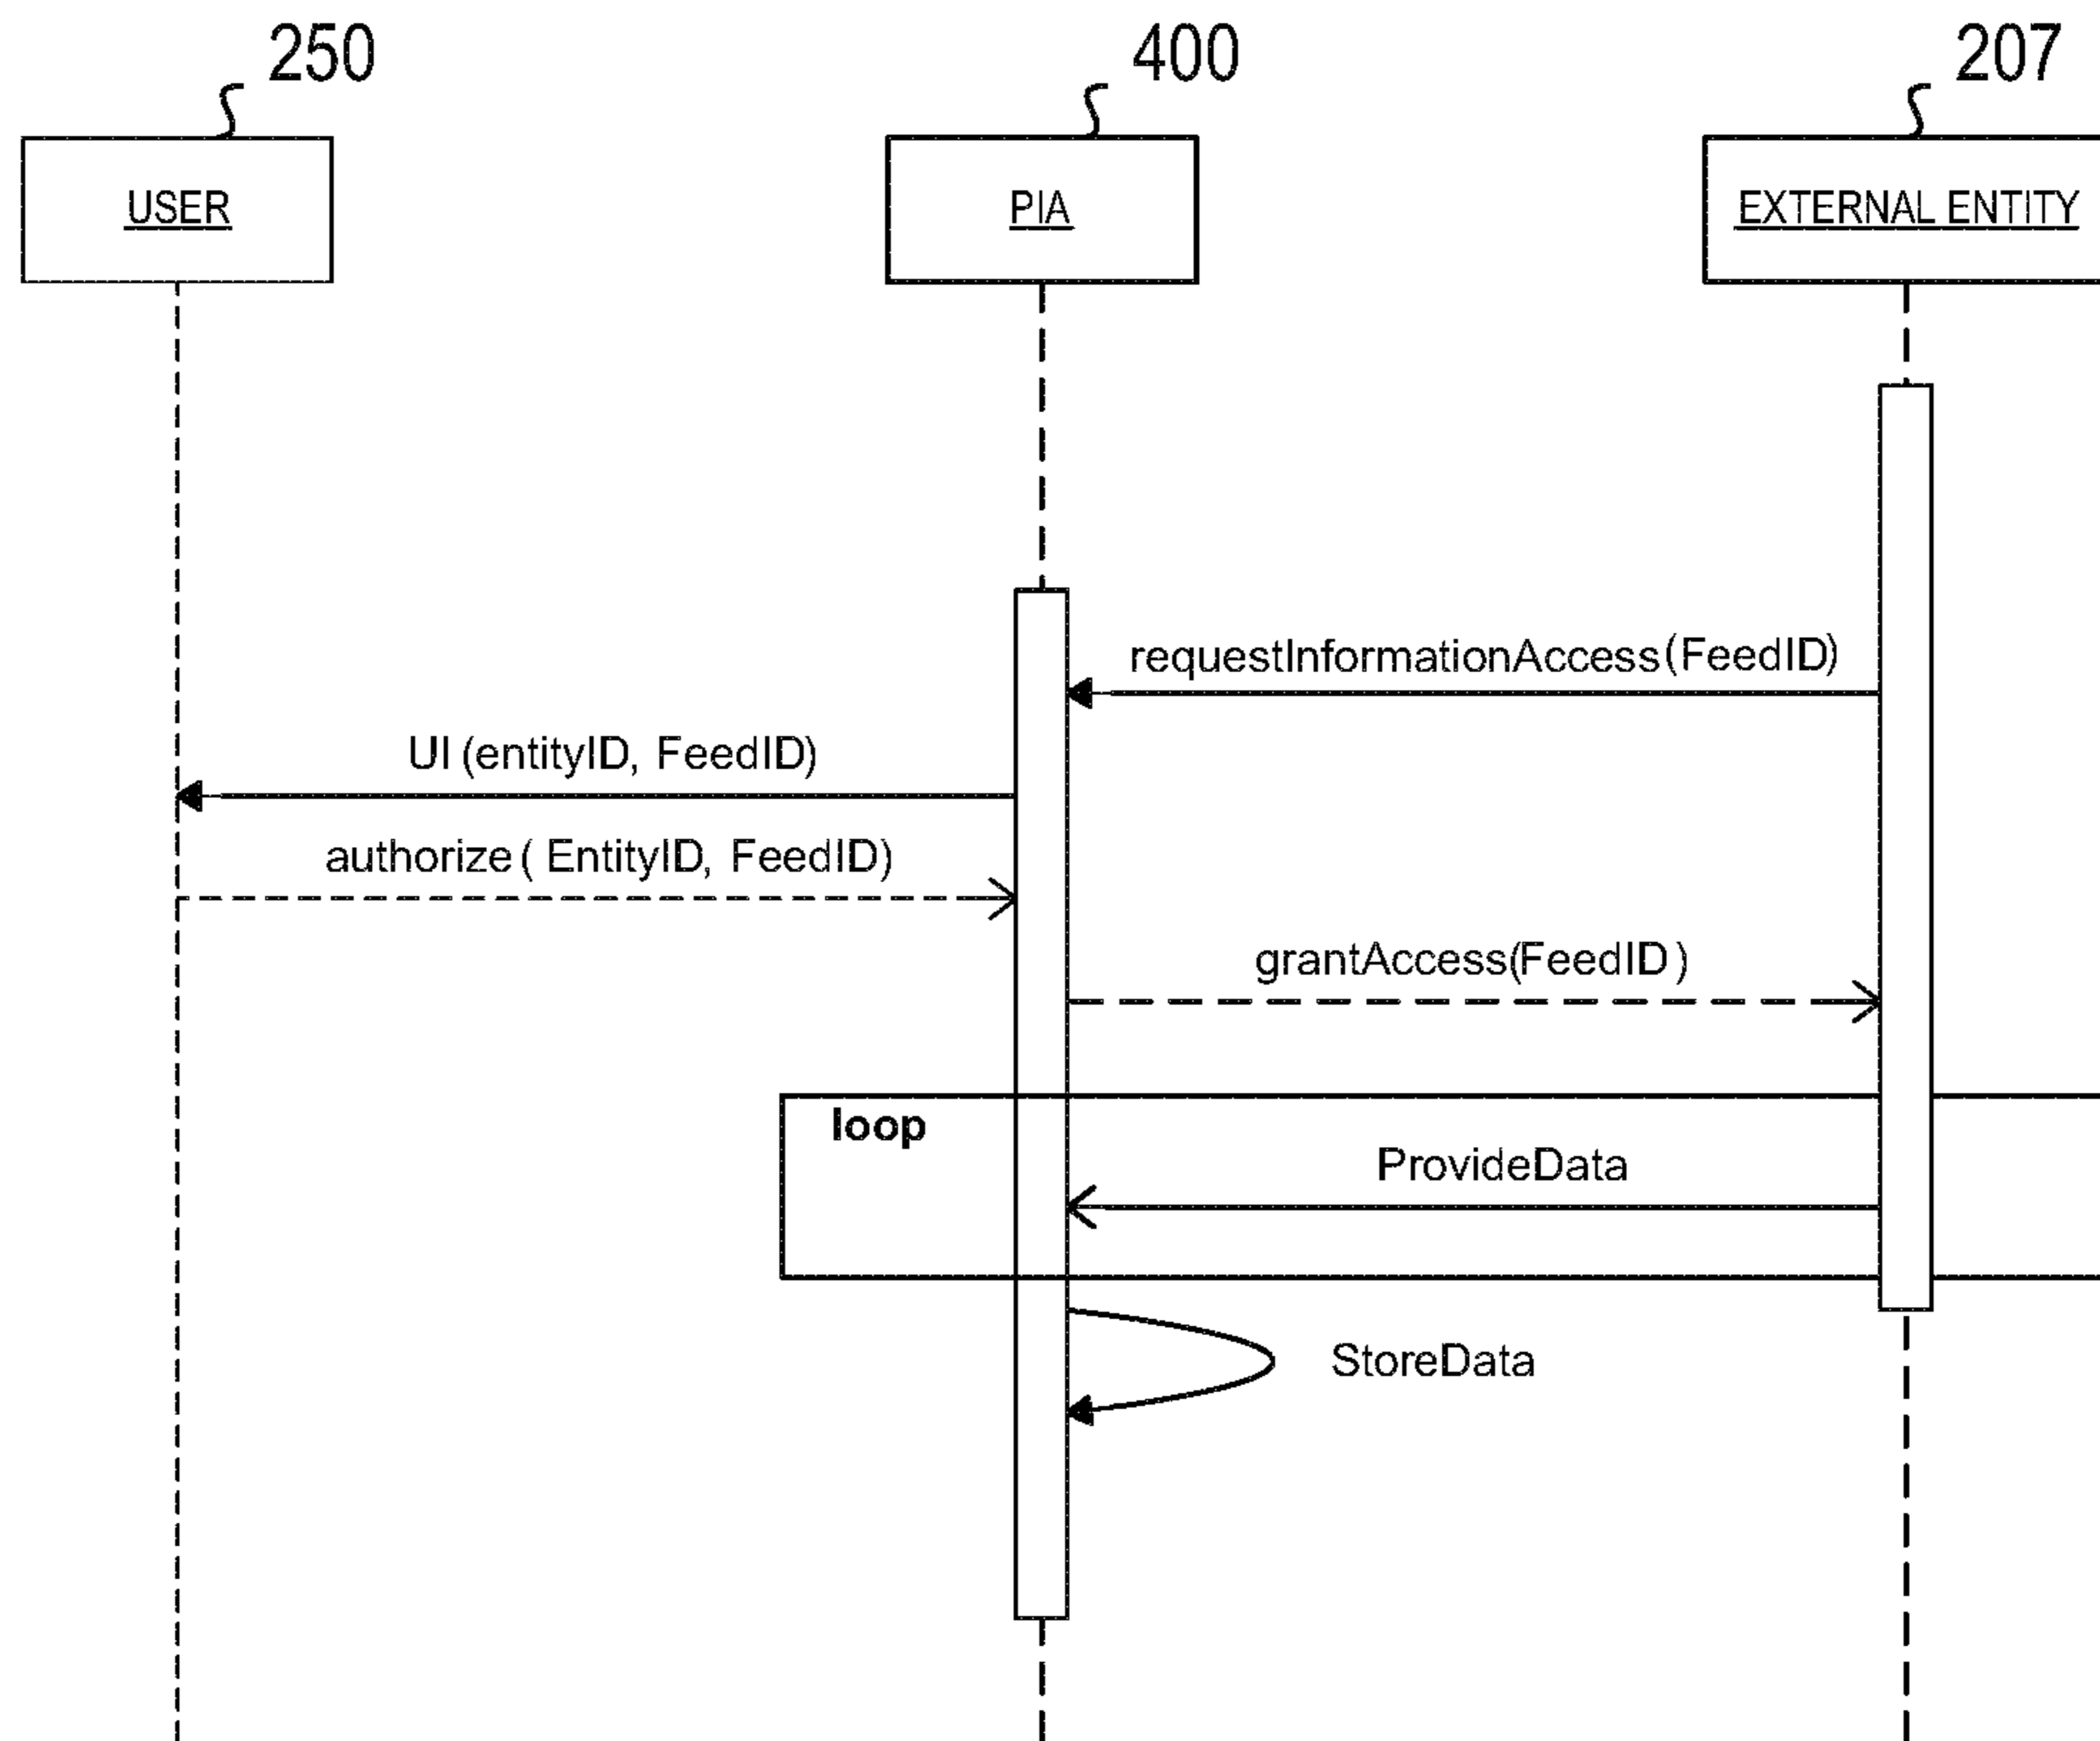 250
400
207
USER
PIA
EXTERNAL ENTITY
requestInformationAccess(FeedID)
UI (entityID, FeedID)
authorize ( EntityID, FeedID)
grantAccess(FeedID )
loop
ProvideData
StoreData